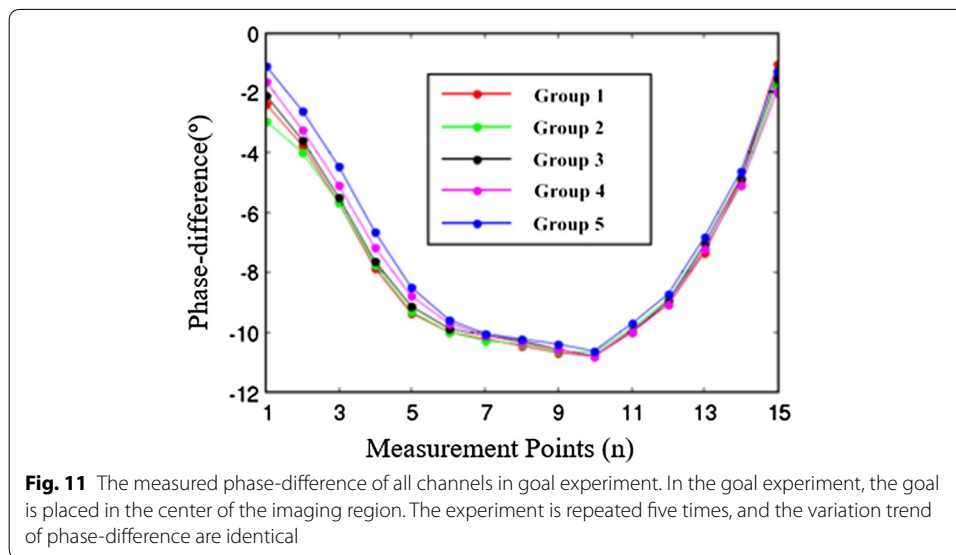 0
-2
-4
-6
-8
-10
-12
Phase-difference(º)
Group 1
Group 2
Group 3
Group 4
Group 5
1 3 5 7 9 11 13 15
Measurement Points (n)
Fig. 11 The measured phase-difference of all channels in goal experiment. In the goal experiment, the goal
is placed in the center of the imaging region. The experiment is repeated five times, and the variation trend
of phase-difference are identical